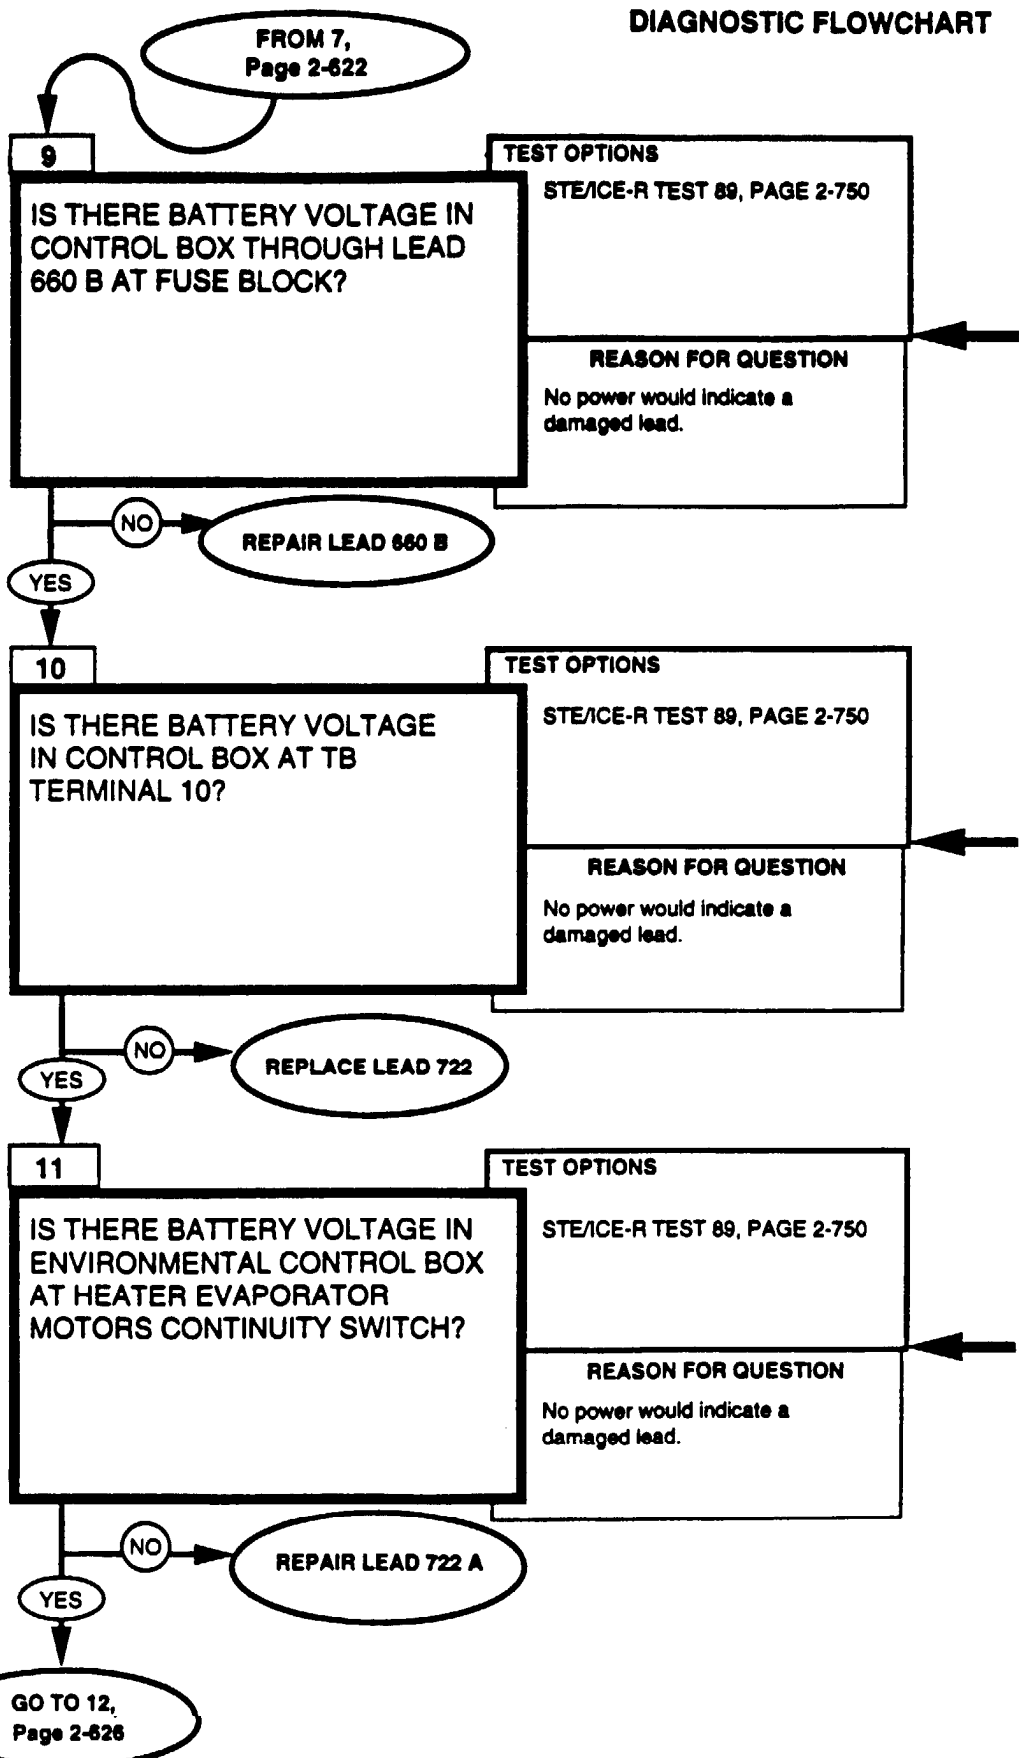 DIAGNOSTIC FLOWCHART
FROM 7,
Page 2-622
9
IS THERE BATTERY VOLTAGE IN
CONTROL BOX THROUGH LEAD
660 B AT FUSE BLOCK?
TEST OPTIONS
STE/ICE-R TEST 89, PAGE 2-750
REASON FOR QUESTION
No power would indicate a
damaged lead.
NO
REPAIR LEAD 660 B
YES
10
IS THERE BATTERY VOLTAGE
IN CONTROL BOX AT TB
TERMINAL 10?
TEST OPTIONS
STE/ICE-R TEST 89, PAGE 2-750
REASON FOR QUESTION
No power would indicate a
damaged lead.
NO
REPLACE LEAD 722
YES
11
IS THERE BATTERY VOLTAGE IN
ENVIRONMENTAL CONTROL BOX
AT HEATER EVAPORATOR
MOTORS CONTINUITY SWITCH?
TEST OPTIONS
STE/ICE-R TEST 89, PAGE 2-750
REASON FOR QUESTION
No power would indicate a
damaged lead.
NO
REPAIR LEAD 722 A
YES
GO TO 12,
Page 2-626